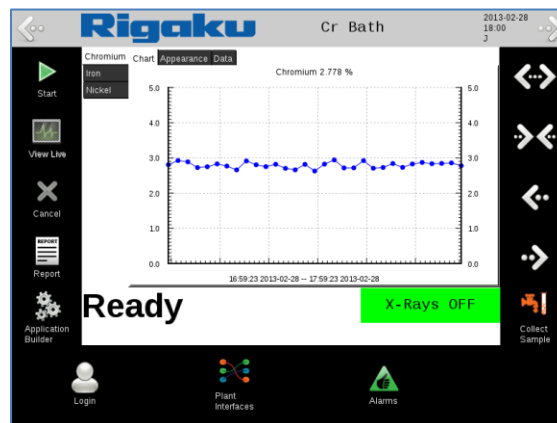 Rigaku
Cr Bath
2013-02-28
18:00
J
Chromium
Chart
Appearance
Data
Iron
Nickel
Chromium 2.778 %
5.0
5.0
4.0
4.0
3.0
3.0
2.0
2.0
1.0
1.0
0.0
0.0
16:59:23 2013-02-28 -- 17:59:23 2013-02-28
Start
View Live
Cancel
REPORT
Report
Application
Builder
Ready
X-Rays OFF
Collect
Sample
Login
Plant
Interfaces
Alarms